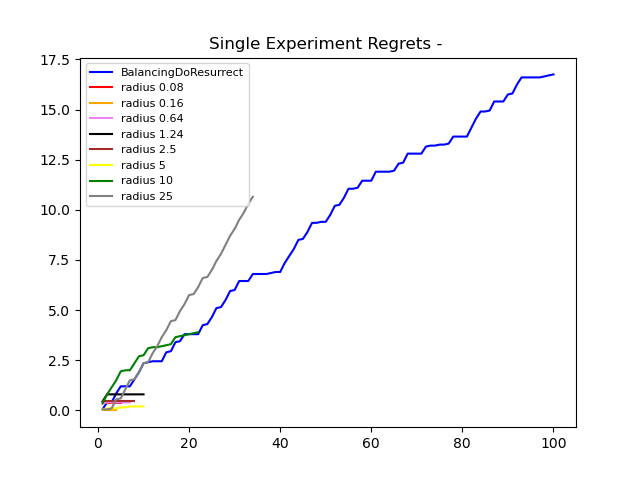 Single Experiment Regrets -
17.5
15.0
12.5
10.0
7.5
5.0
2.5
0.0
BalancingDoResurrect
radius 0.08
radius 0.16
radius 0.64
radius 1.24
radius 2.5
radius 5
radius 10
radius 25
0 20 40 60 80 100